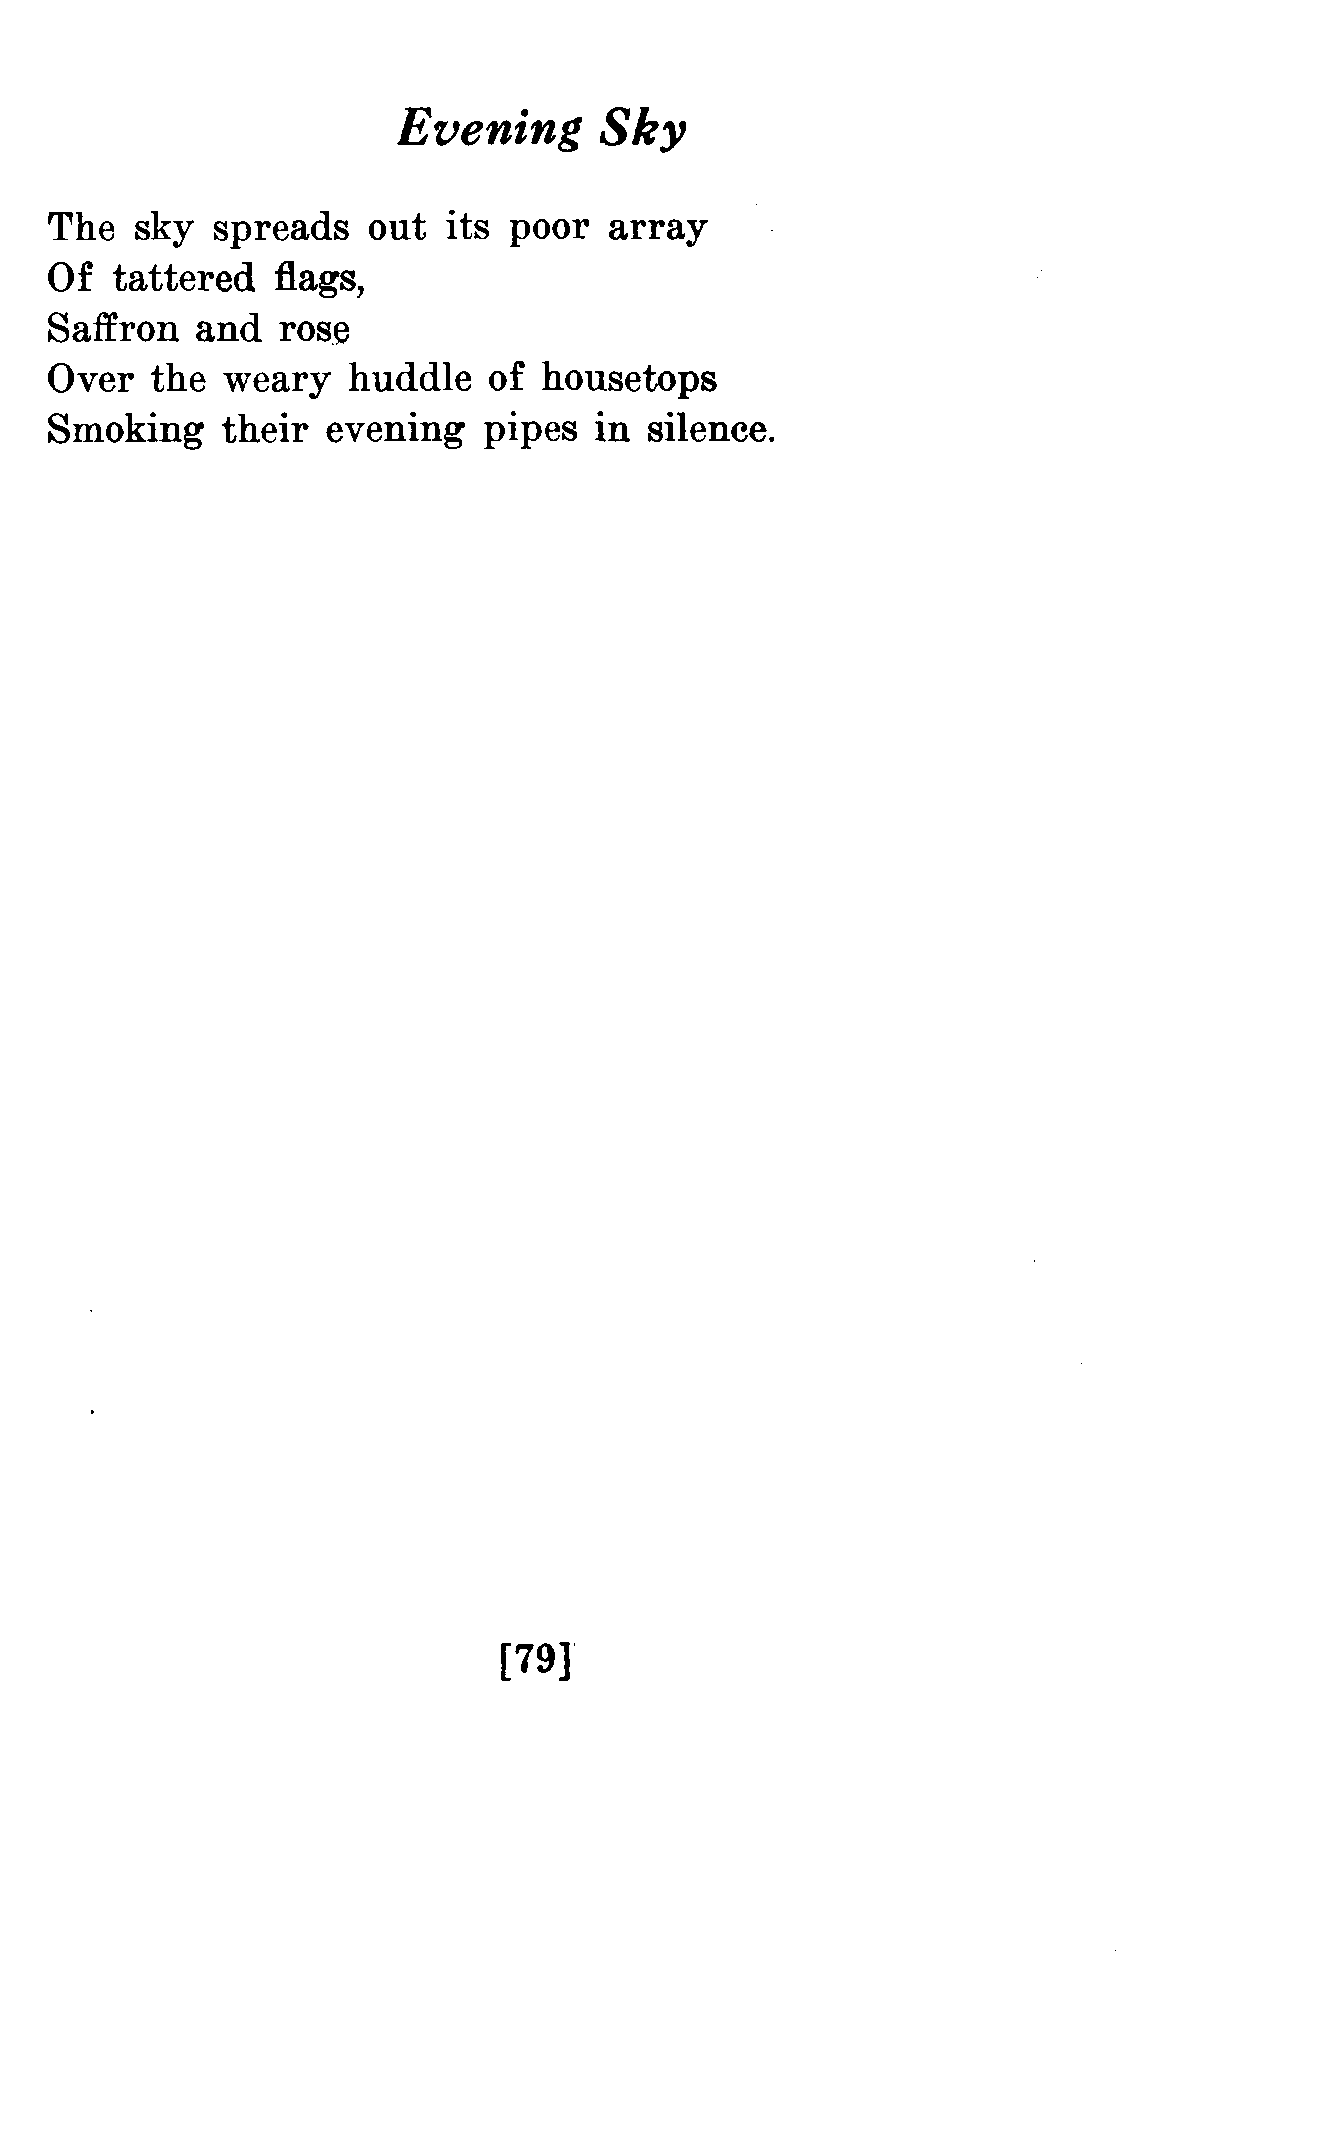 Evening Sky
The sky spreads out its poor array
Of tattered flags,
Saffron and rose
Over the weary huddle of housetops
Smoking their evening pipes in silence.
[79]